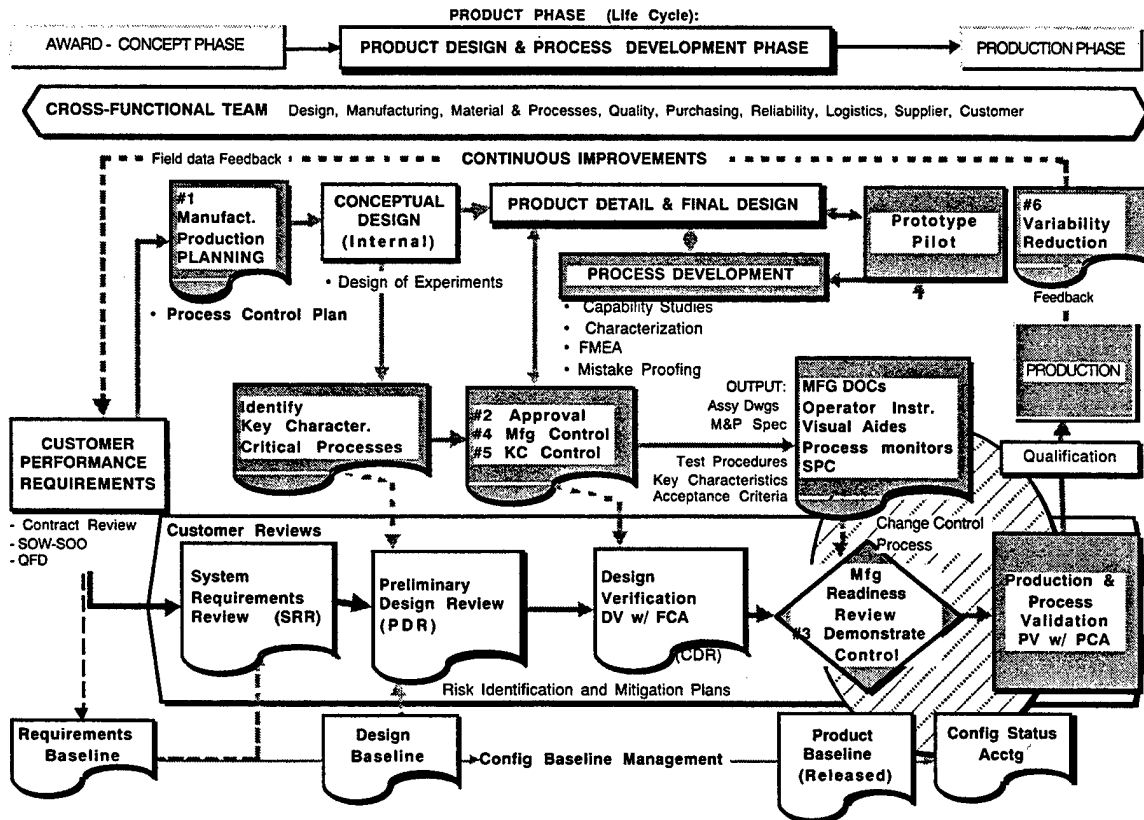 PRODUCT PHASE (Life Cycle):
AWARD - CONCEPT PHASE
PRODUCT DESIGN & PROCESS DEVELOPMENT PHASE
PRODUCTION PHASE
CROSS-FUNCTIONAL TEAM Design, Manufacturing, Material & Processes, Quality, Purchasing, Reliability, Logistics, Supplier, Customer
Field data Feedback
CONTINUOUS IMPROVEMENTS
#1
Manufact.
Production
PLANNING
CONCEPTUAL
DESIGN
(Internal)
PRODUCT DETAIL & FINAL DESIGN
Prototype
Pilot
#6
Variability
Reduction
• Process Control Plan
• Design of Experiments
PROCESS DEVELOPMENT
• Capability Studies
• Characterization
• FMEA
• Mistake Proofing
Feedback
PRODUCTION
CUSTOMER
PERFORMANCE
REQUIREMENTS
- Contract Review
- SOW-SOO
- QFD
Identify
Key Character.
Critical Processes
#2 Approval
#4 Mfg Control
#5 KC Control
OUTPUT:
Assy Dwgs
M&P Spec
Test Procedures
Key Characteristics
Acceptance Criteria
MFG DOCs
Operator Instr.
Visual Aides
Process monitors
SPC
Qualification
Customer Reviews
System
Requirements
Review (SRR)
Preliminary
Design Review
(PDR)
Design
Verification
DV w/ FCA
(CDR)
Change Control
Process
Mfg
Readiness
Review
#3 Demonstrate
Control
Production &
Process
Validation
PV w/ PCA
Risk Identification and Mitigation Plans
Requirements
Baseline
Design
Baseline
Config Baseline Management
Product
Baseline
(Released)
Config Status
Acctg